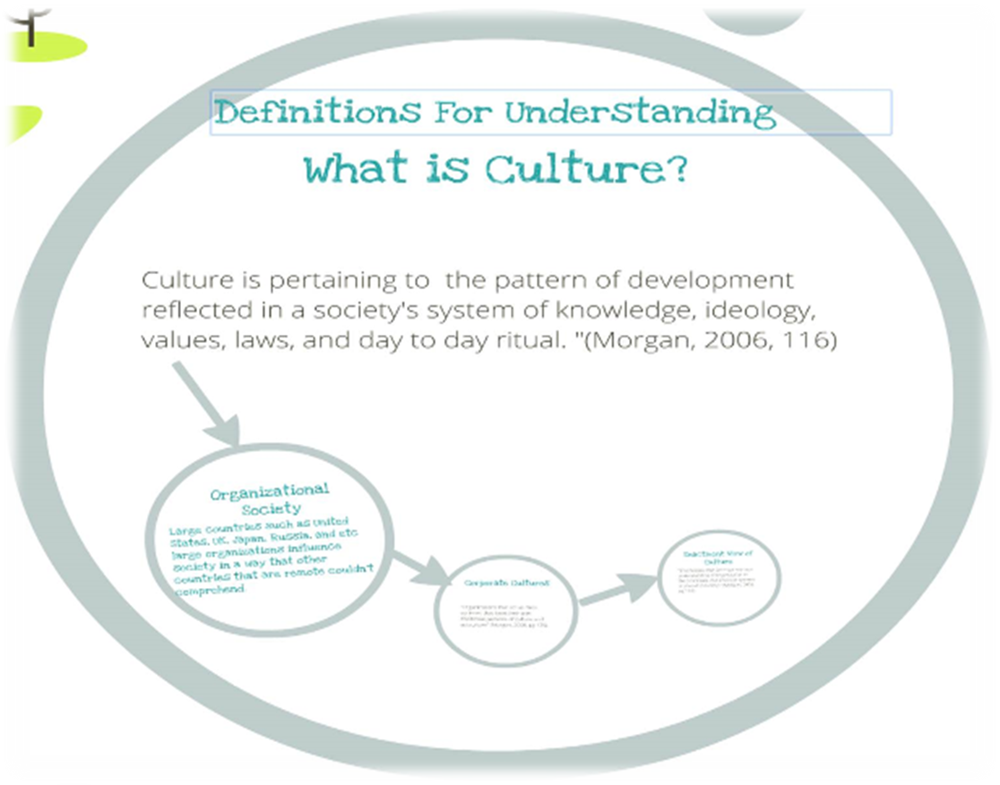 Definitions For Understanding
What is Culture?
Culture is pertaining to the pattern of development
reflected in a society's system of knowledge, ideology,
values, laws, and day to day ritual. "(Morgan, 2006, 116)
Organizational
Society
Large Countries such as United
States, UK, Japan, Russia, and etc
large organizations influence
society in a way that other
countries that are remote couldn't
comprehend.
Corporate Cultures
View of
Culture